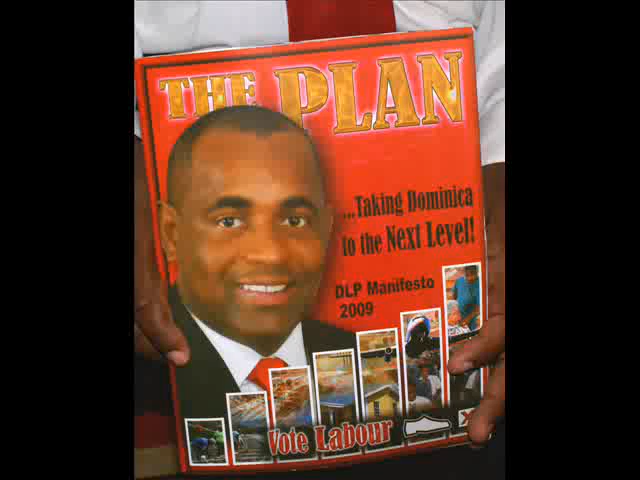 THE PLAN
...Taking Dominica
to the Next Level!
DLP Manifesto
2009
Vote Labour
X